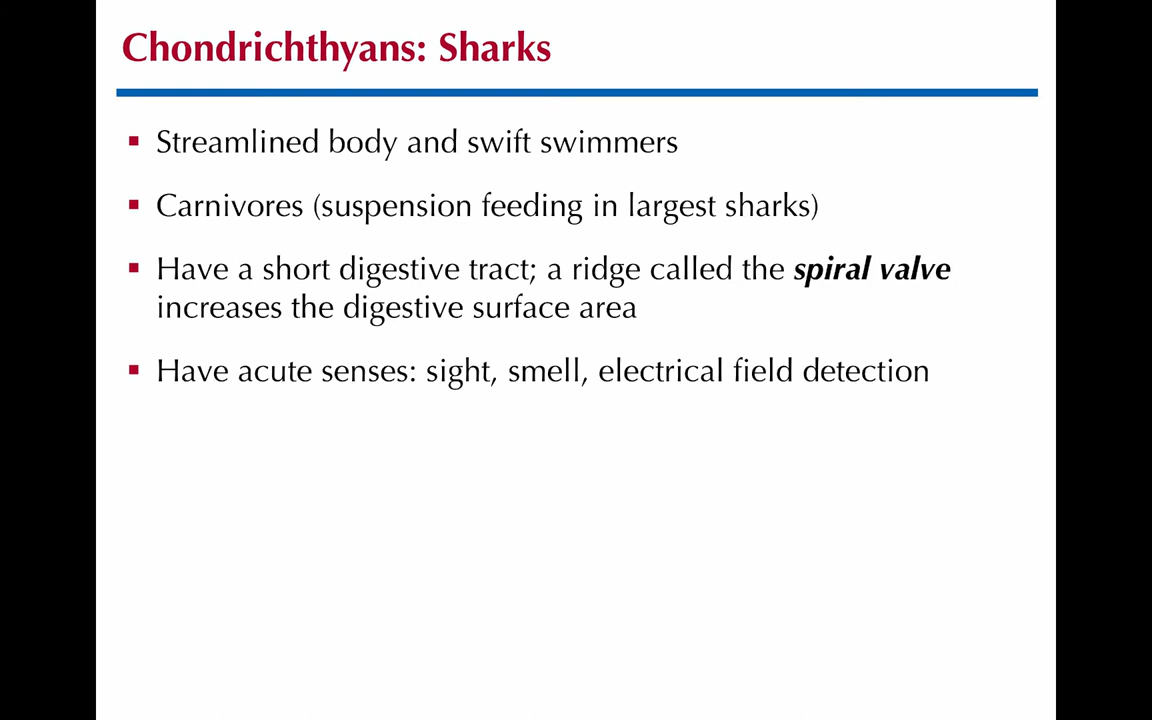 Chondrichthyans: Sharks
▪ Streamlined body and swift swimmers
▪ Carnivores (suspension feeding in largest sharks)
▪ Have a short digestive tract; a ridge called the spiral valve
increases the digestive surface area
▪ Have acute senses: sight, smell, electrical field detection